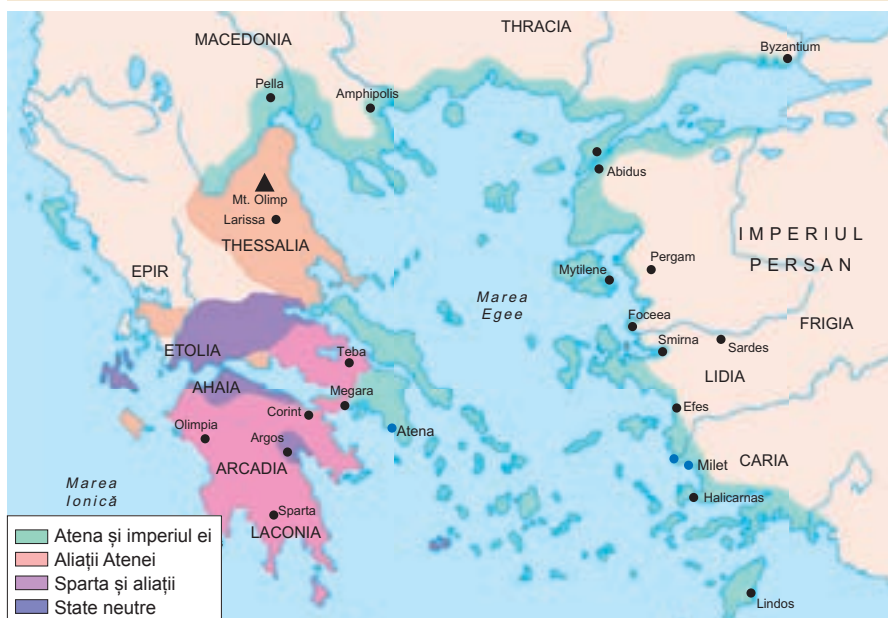 THRACIA
MACEDONIA
Byzantium
Pella
Amphipolis
Abidus
Mt. Olimp
Larissa
THESSALIA
IMPERIUL
PERSAN
EPIR
Pergam
Mytilene
Marea
Egee
Foceea
FRIGIA
Smirna
Sardes
ETOLIA
Teba
LIDIA
AHAIA
Megara
Corint
Efes
Olimpia
Argos
Atena
ARCADIA
Milet
CARIA
Marea
Ionică
Halicarnas
Sparta
LACONIA
Atena și imperiul ei
Aliații Atenei
Sparta și aliații
State neutre
Lindos